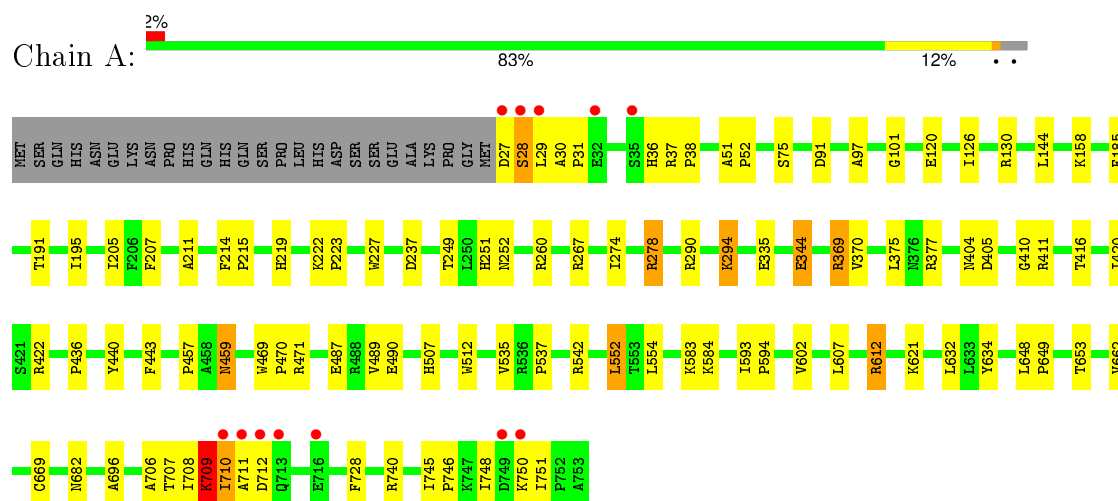 2%
Chain A:
83% 12% • •
MET SER GLN HIS ASN GLU LYS ASN PRO HIS GLN HIS GLN SER PRO LEU HIS ASP SER SER GLU ALA LYS PRO GLY MET D27 S28 L29 A30 P31 E32 S35 H36 R37 P38 A51 P52 S75 D91 A97 G101 E120 I126 R130 L144 K158
T191 I195 I205 F206 F207 A211 F214 P215 H219 K222 P223 W227 D237 T249 L250 H251 N252 R260 R267 I274 R278 R290 K294 E335 E344 R369 V370 L375 N376 R377 N404 D405 G410 R411 T416
S421 R422 P436 Y440 F443 P457 A458 N459 W469 P470 R471 E487 R488 V489 E490 H507 W512 V535 R536 P537 R542 L552 T553 L554 K583 K584 I593 P594 V602 L607 R612 K621 L632 L633 Y634 L648 P649 T653
C669 N682 A696 A706 T707 I708 K709 I710 A711 D712 Q713 E716 F728 R740 I745 P746 K747 I748 D749 K750 I751 P752 A753